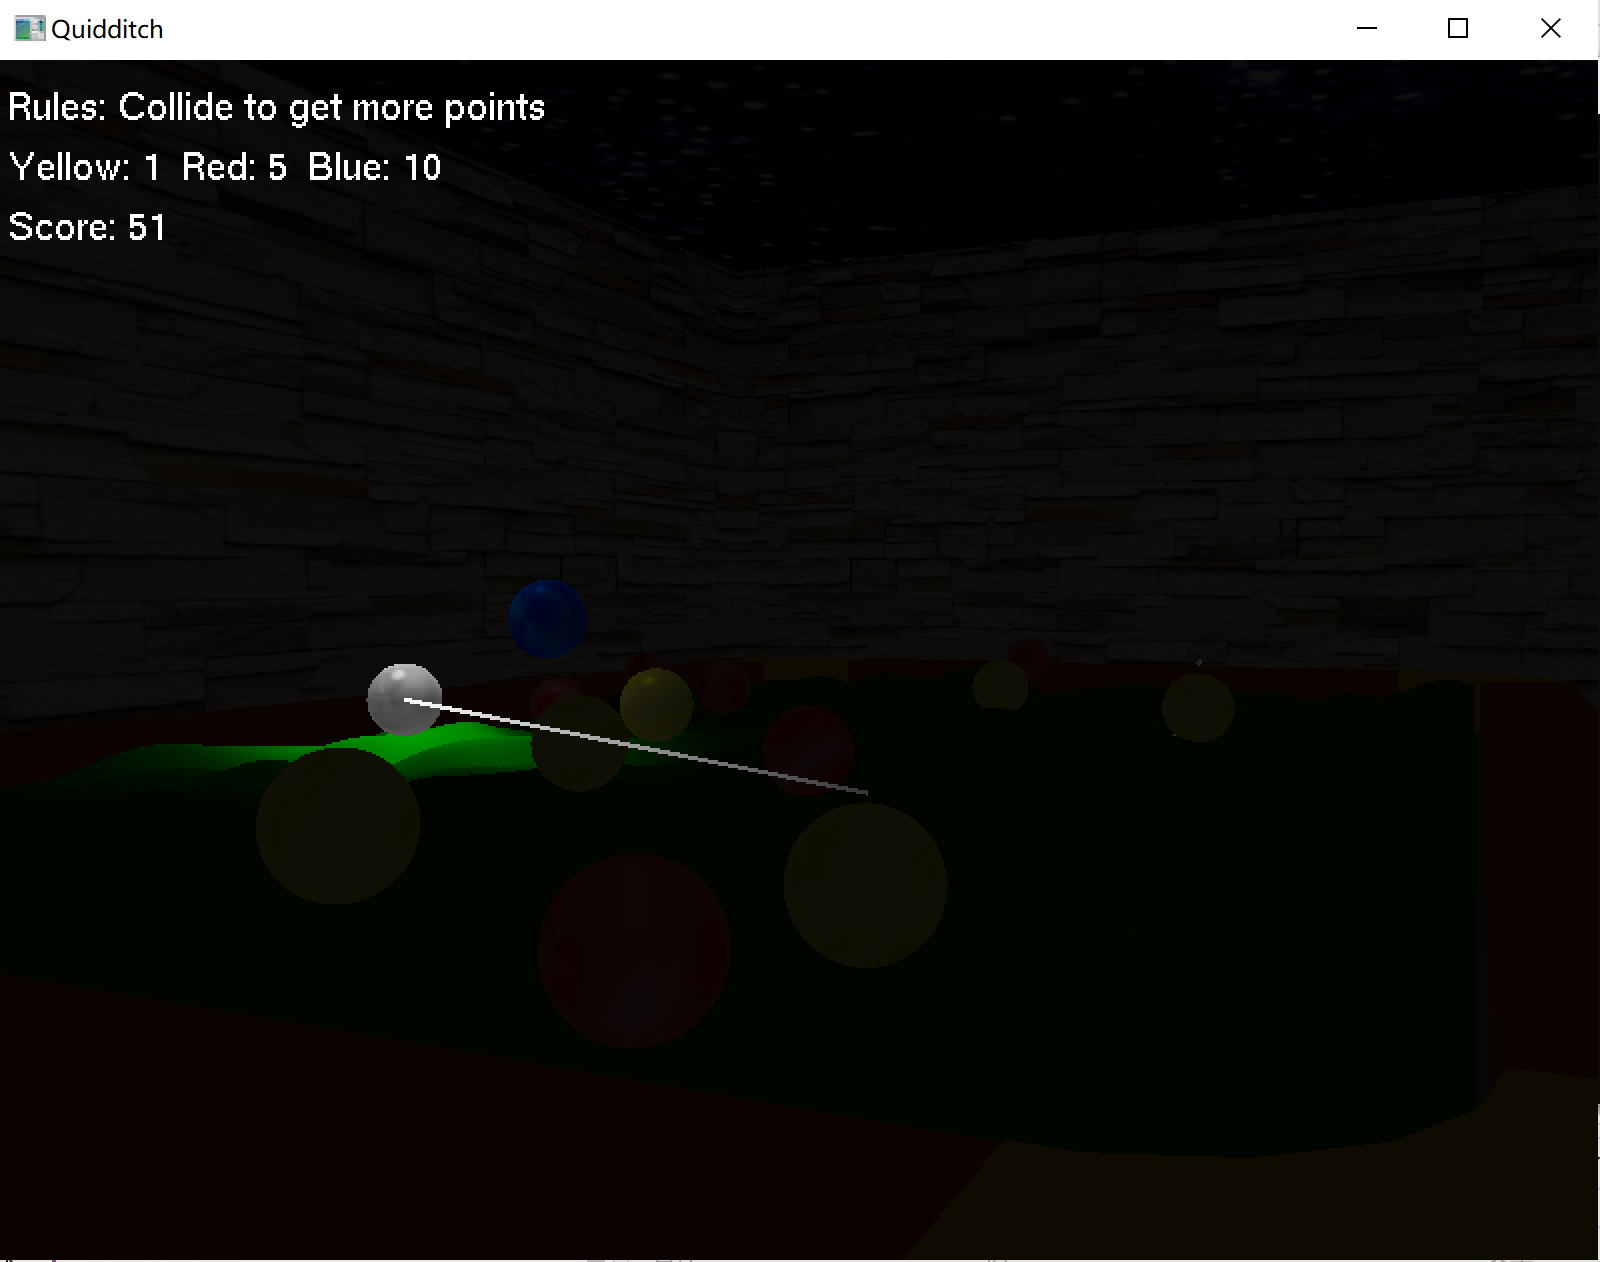 Quidditch
Rules: Collide to get more points
Yellow: 1 Red: 5 Blue: 10
Score: 51